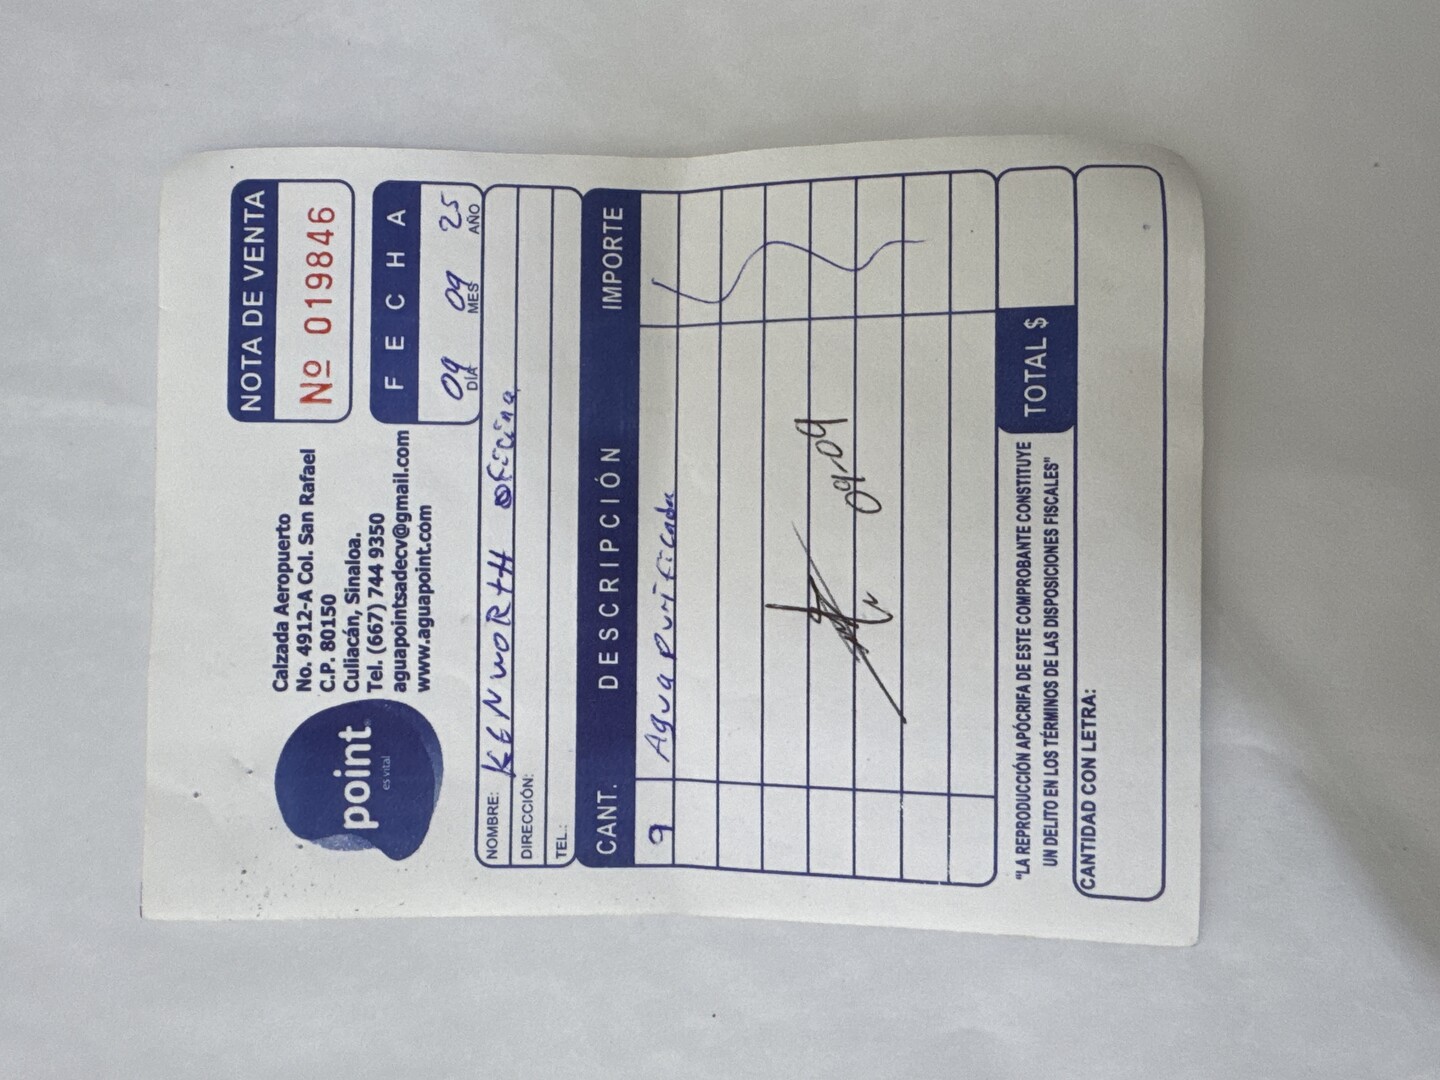 point
es vital
Calzada Aeropuerto
No. 4912-A Col. San Rafael
C.P. 80150
Culiacán, Sinaloa.
Tel. (667) 744 9350
aguapointsadecv@gmail.com
www.aguapoint.com
NOTA DE VENTA
Nº 019846
FECHA
09 09 25
DÍA MES AÑO
NOMBRE: KENWORTH oficina
DIRECCIÓN:
TEL.:
CANT. DESCRIPCIÓN IMPORTE
9 Agua purificada
09.09
"LA REPRODUCCIÓN APÓCRIFA DE ESTE COMPROBANTE CONSTITUYE
UN DELITO EN LOS TÉRMINOS DE LAS DISPOSICIONES FISCALES"
TOTAL $
CANTIDAD CON LETRA: